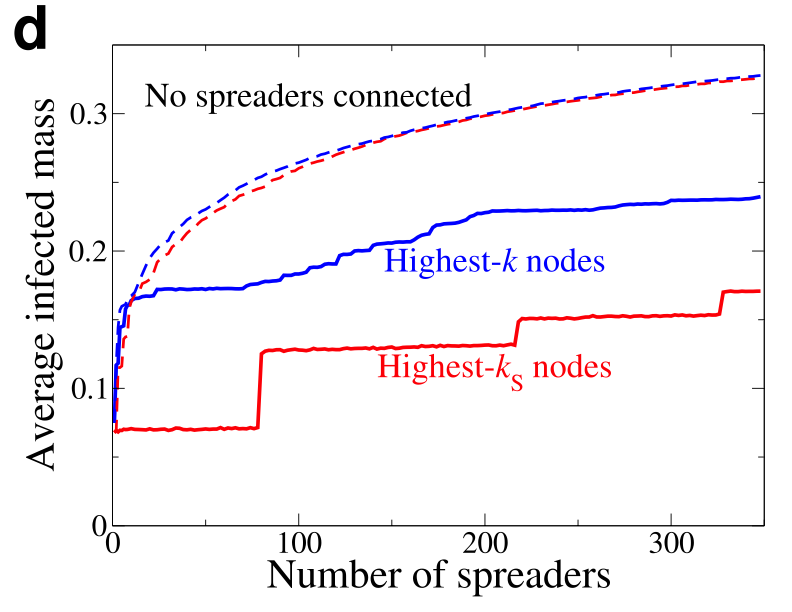 d
No spreaders connected
Average infected mass
0.3
0.2
Highest-k nodes
Highest-kS nodes
0.1
0
0 100 200 300
Number of spreaders